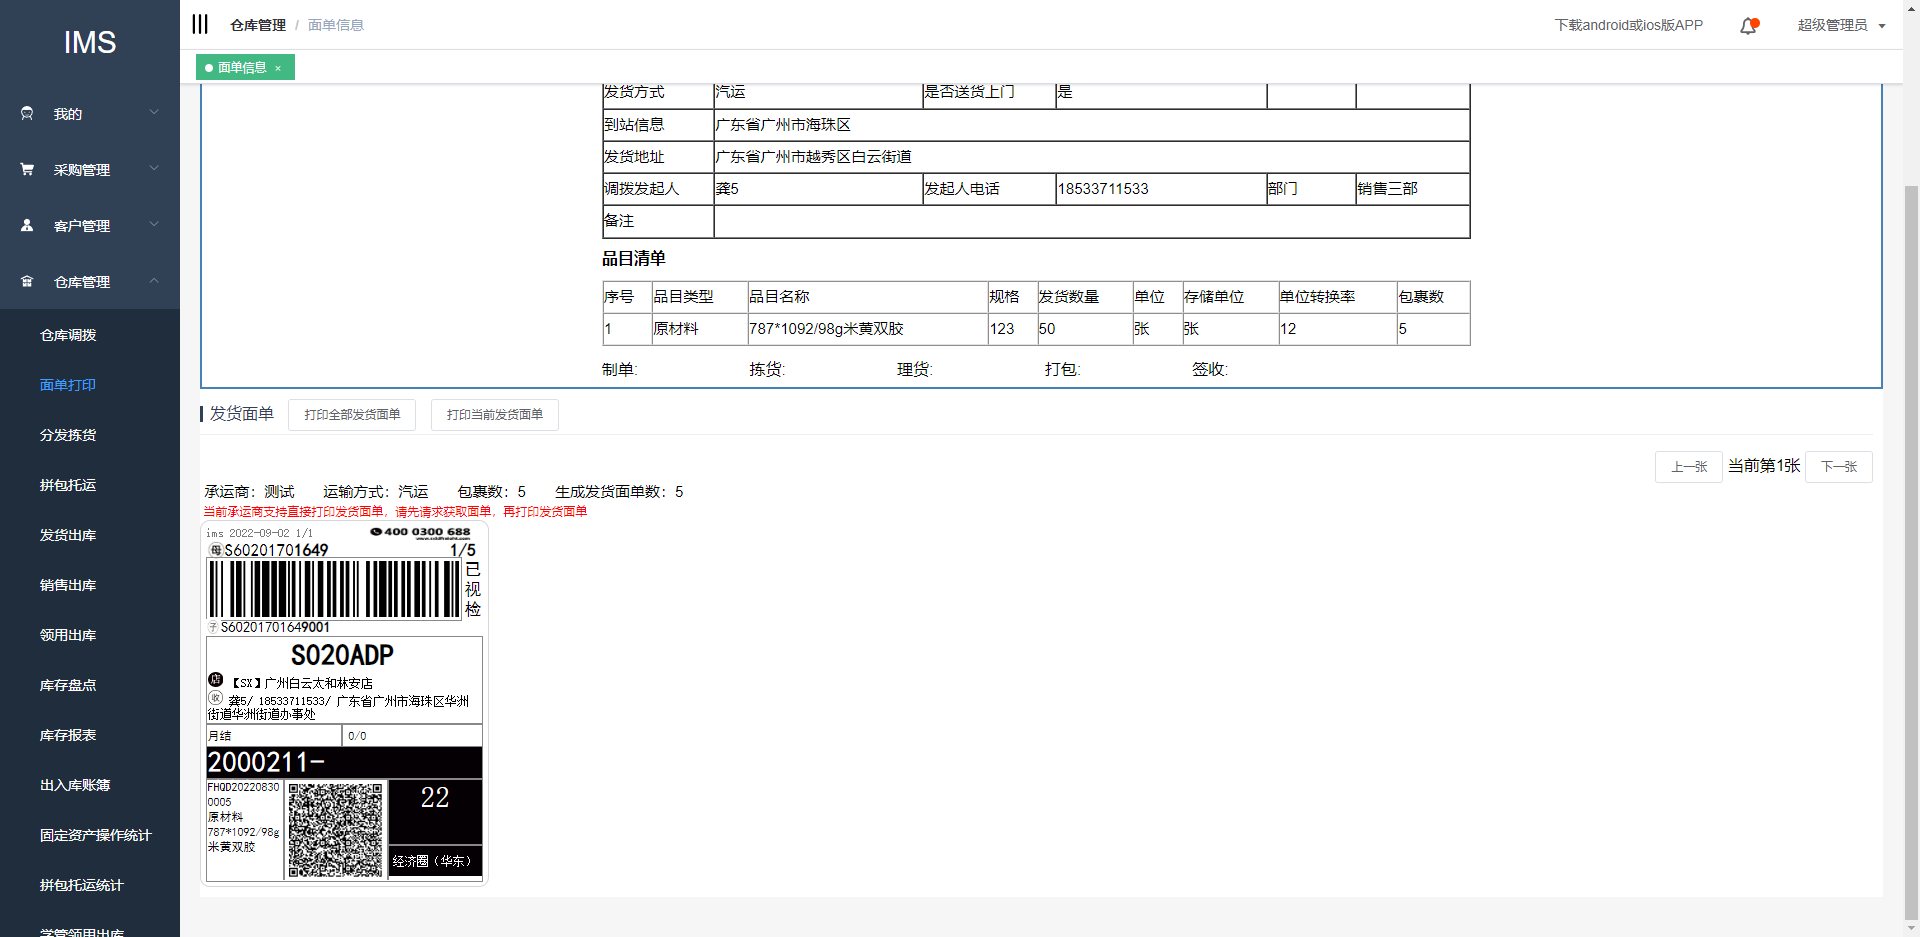 IMS
仓库管理 / 面单信息
下载android或ios版APP
超级管理员
面单信息 ×
我的
采购管理
客户管理
仓库管理
仓库调拨
面单打印
分发拣货
拼包托运
发货出库
销售出库
领用出库
库存盘点
库存报表
出入库账簿
固定资产操作统计
拼包托运统计
学管领用出库
发货方式 汽运 是否送货上门 是
到站信息 广东省广州市海珠区
发货地址 广东省广州市越秀区白云街道
调拨发起人 龚5 发起人电话 18533711533 部门 销售三部
备注
品目清单
序号 品目类型 品目名称 规格 发货数量 单位 存储单位 单位转换率 包裹数
1 原材料 787*1092/98g米黄双胶 123 50 张 张 12 5
制单: 拣货: 理货: 打包: 签收:
发货面单 打印全部发货面单 打印当前发货面单
上一张 当前第1张 下一张
承运商：测试 运输方式：汽运 包裹数：5 生成发货面单数：5
当前承运商支持直接打印发货面单，请先请求获取面单，再打印发货面单
ims 2022-09-02 1/1 400 0300 688
母 S60201701649 1/5
已视检
子 S60201701649001
S020ADP
店 【SX】广州白云太和林安店
收 龚5/ 18533711533/ 广东省广州市海珠区华洲
街道华洲街道办事处
月结 0/0
2000211-
FHQD20220830
0005
原材料
787*1092/98g
米黄双胶
22
经济圈（华东）